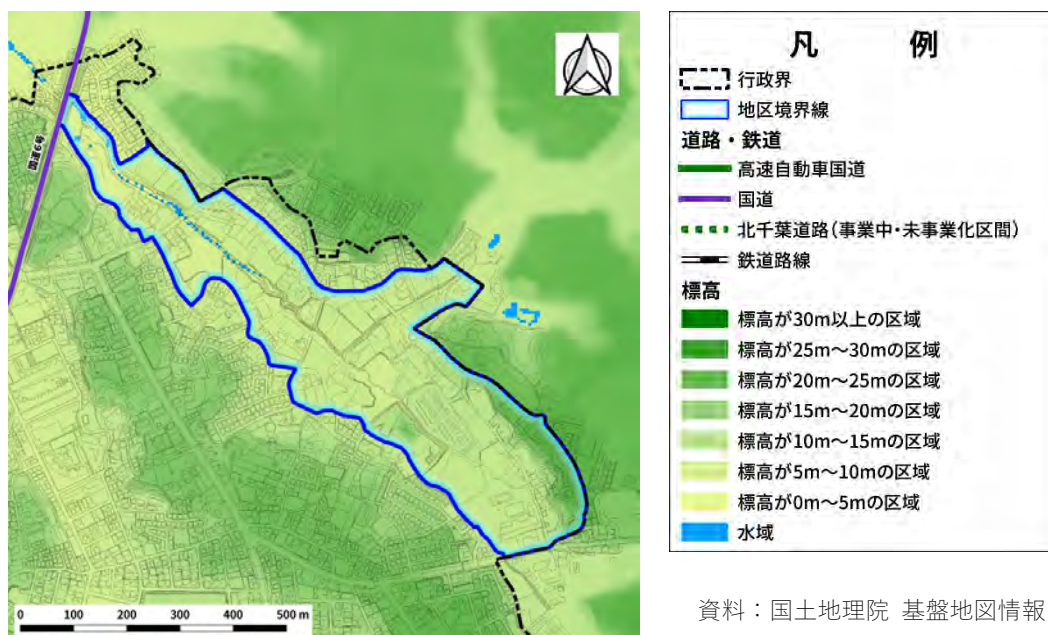 国道6号
0 100 200 300 400 500 m
凡 例
行政界
地区境界線
道路・鉄道
高速自動車国道
国道
北千葉道路(事業中・未事業化区間)
鉄道路線
標高
標高が30m以上の区域
標高が25m～30mの区域
標高が20m～25mの区域
標高が15m～20mの区域
標高が10m～15mの区域
標高が5m～10mの区域
標高が0m～5mの区域
水域
資料：国土地理院 基盤地図情報